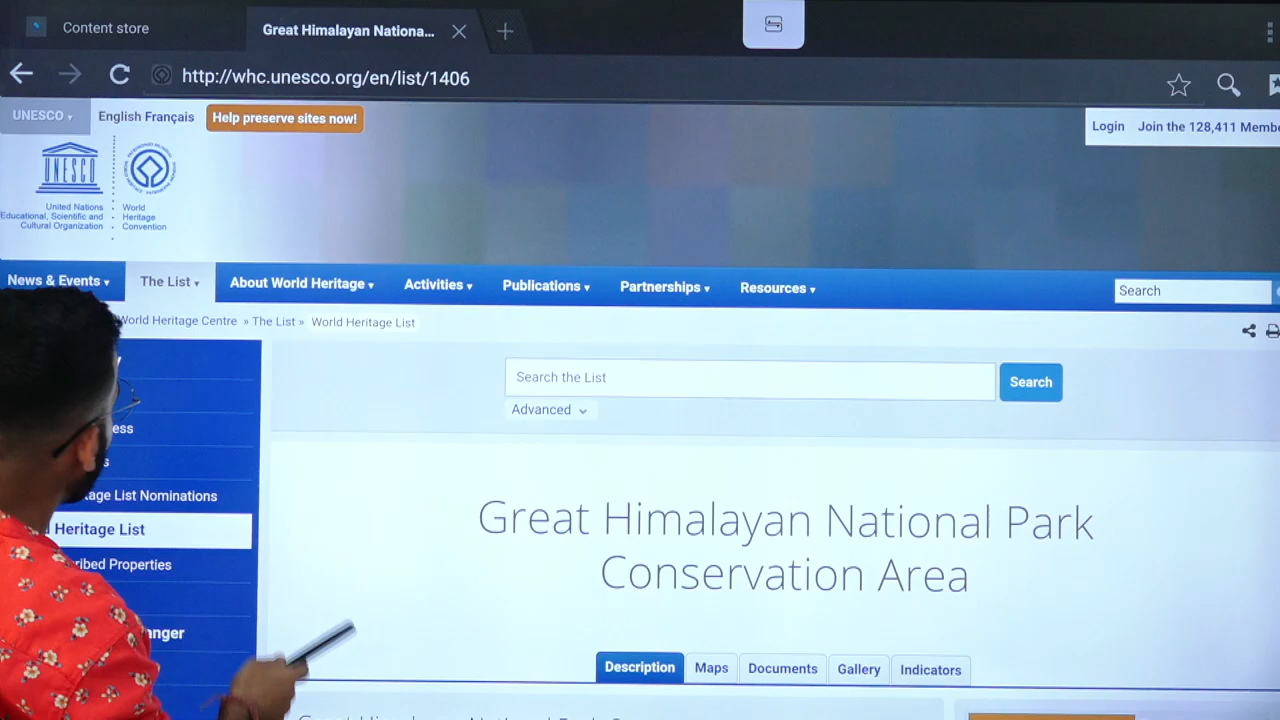 Content store
Great Himalayan Nationa...
http://whc.unesco.org/en/list/1406
UNESCO
English Français
Help preserve sites now!
Login Join the 128,411 Membe
UNESCO
United Nations
Educational, Scientific and
Cultural Organization
World
Heritage
Convention
News & Events
The List
About World Heritage
Activities
Publications
Partnerships
Resources
Search
World Heritage Centre » The List » World Heritage List
Search the List
Search
Advanced
ess
s
age List Nominations
Heritage List
ribed Properties
anger
Great Himalayan National Park
Conservation Area
Description
Maps
Documents
Gallery
Indicators